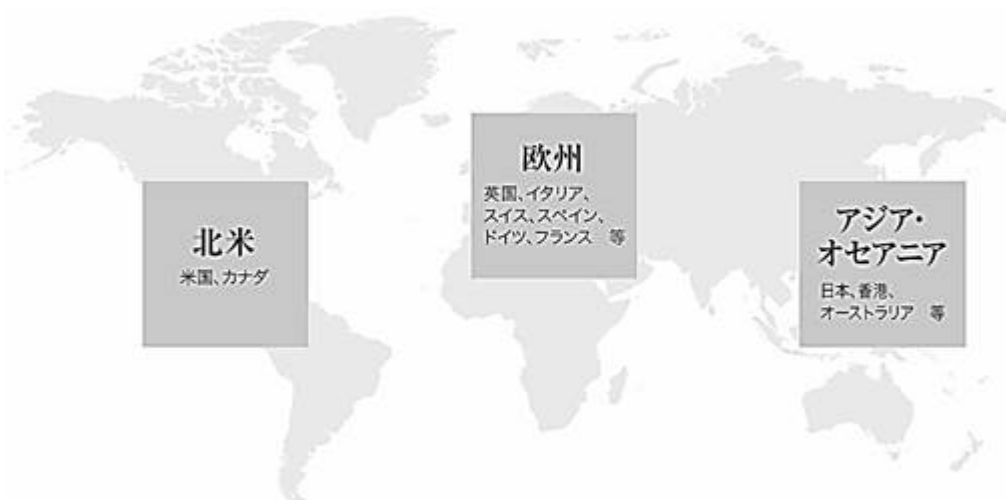 北米
米国、カナダ
欧州
英国、イタリア、
スイス、スペイン、
ドイツ、フランス 等
アジア・
オセアニア
日本、香港、
オーストラリア 等